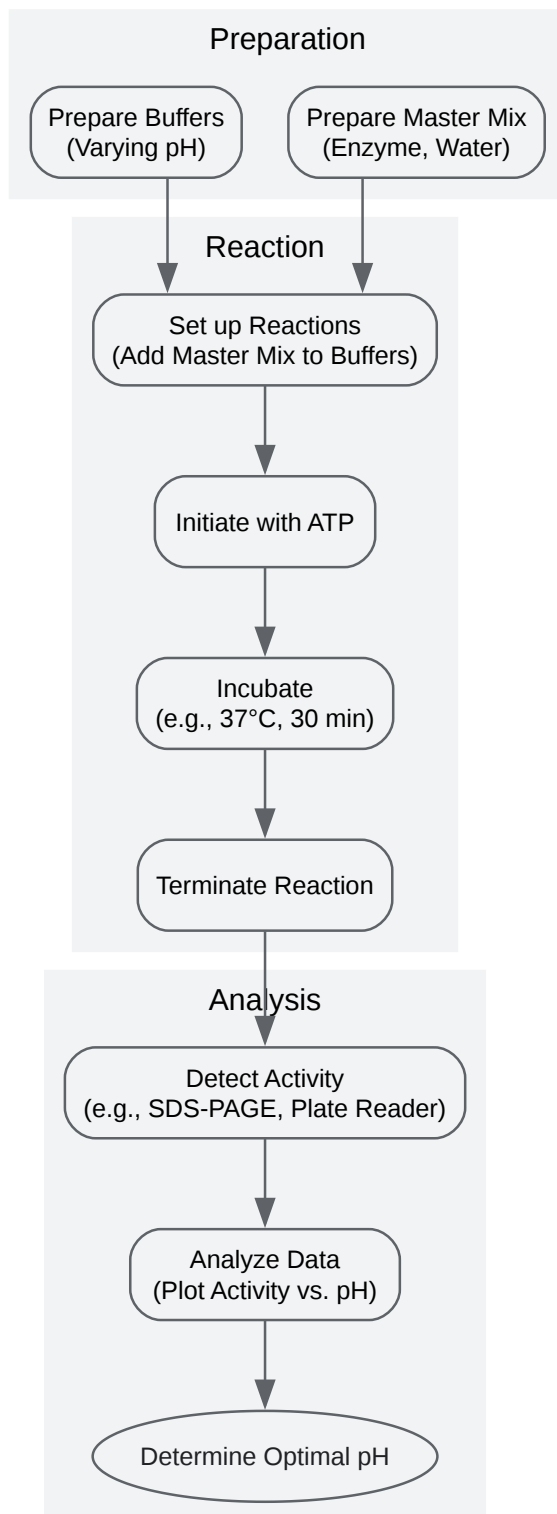 Preparation
Prepare Buffers
(Varying pH)
Prepare Master Mix
(Enzyme, Water)
Reaction
Set up Reactions
(Add Master Mix to Buffers)
Initiate with ATP
Incubate
(e.g., 37°C, 30 min)
Terminate Reaction
Analysis
Detect Activity
(e.g., SDS-PAGE, Plate Reader)
Analyze Data
(Plot Activity vs. pH)
Determine Optimal pH